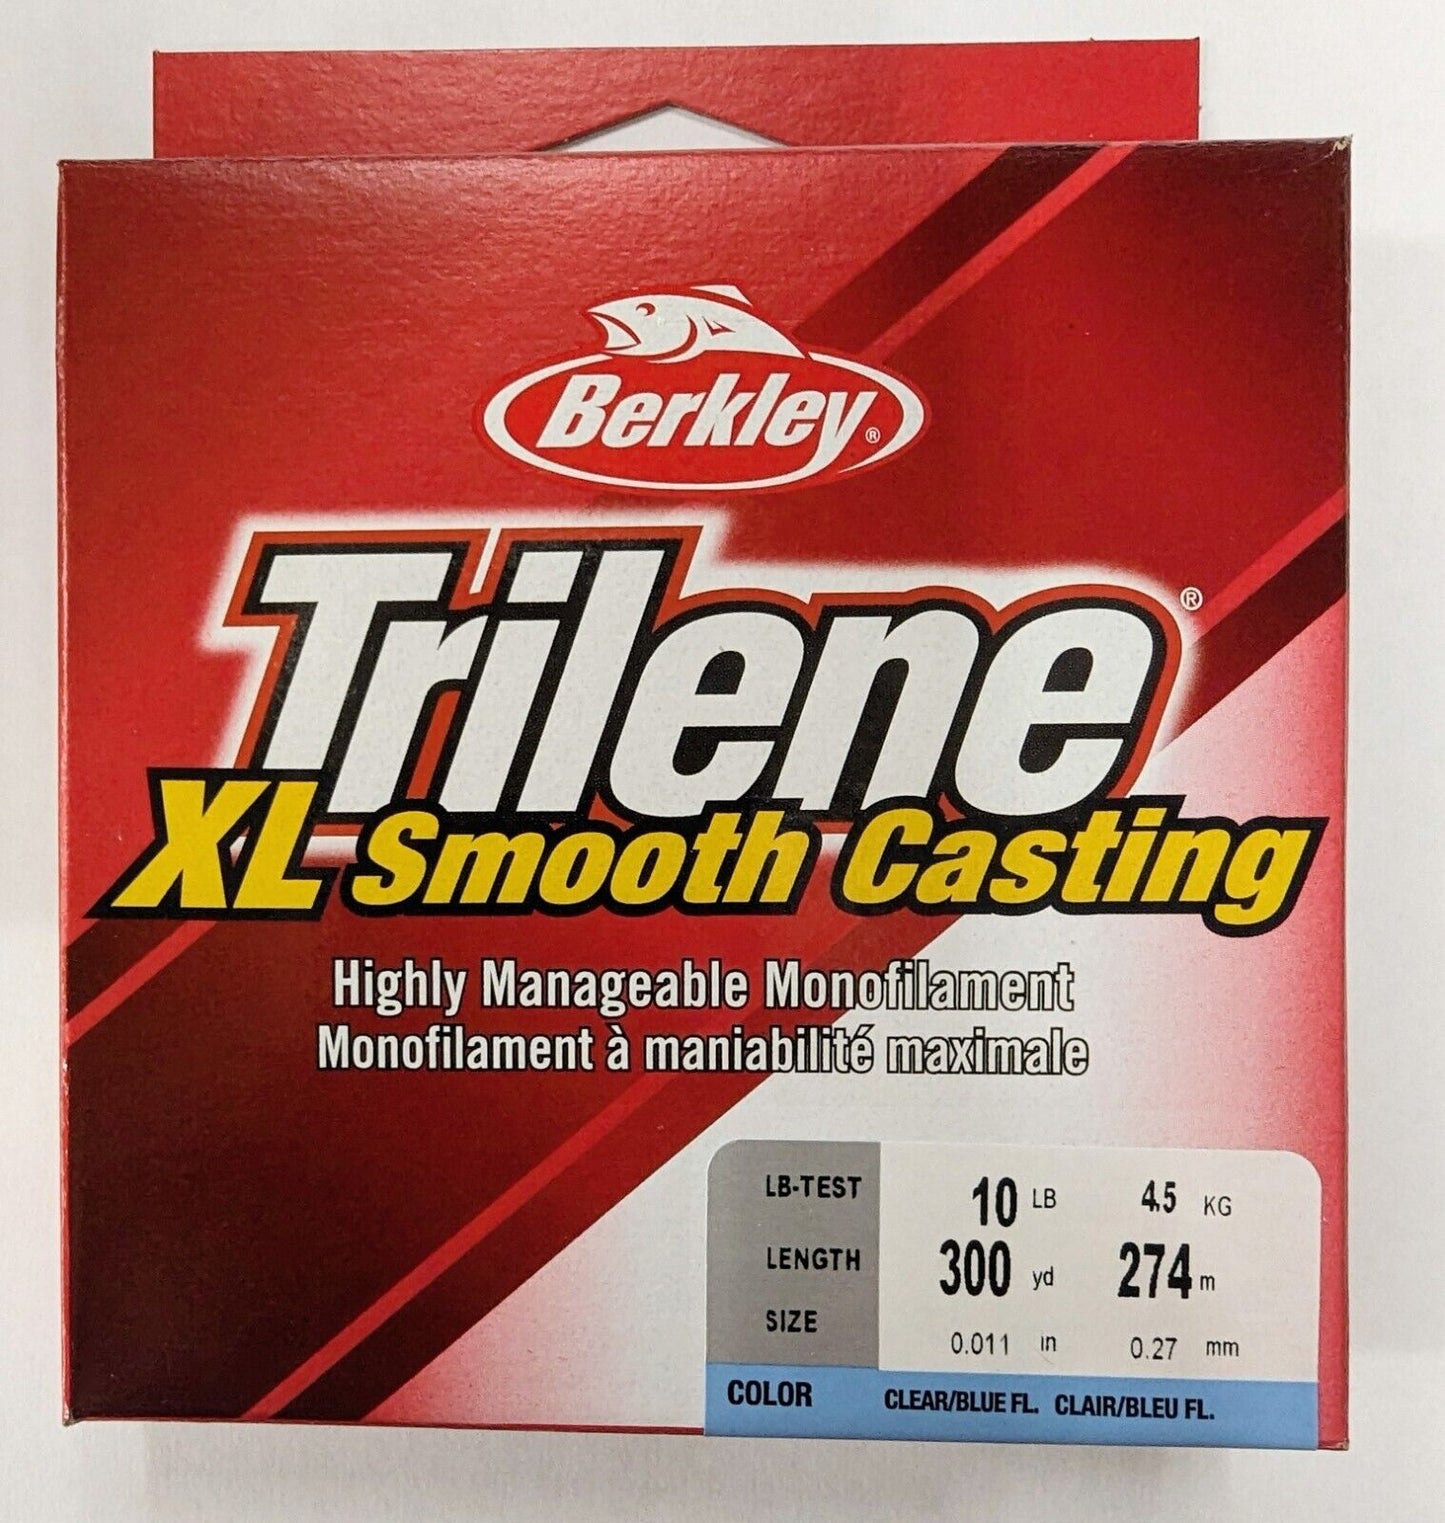 Berkley®
Trilene®
XL Smooth Casting
Highly Manageable Monofilament
Monofilament à maniabilité maximale
LB-TEST 10 LB 4.5 KG
LENGTH 300 yd 274 m
SIZE 0.011 in 0.27 mm
COLOR CLEAR/BLUE FL. CLAIR/BLEU FL.